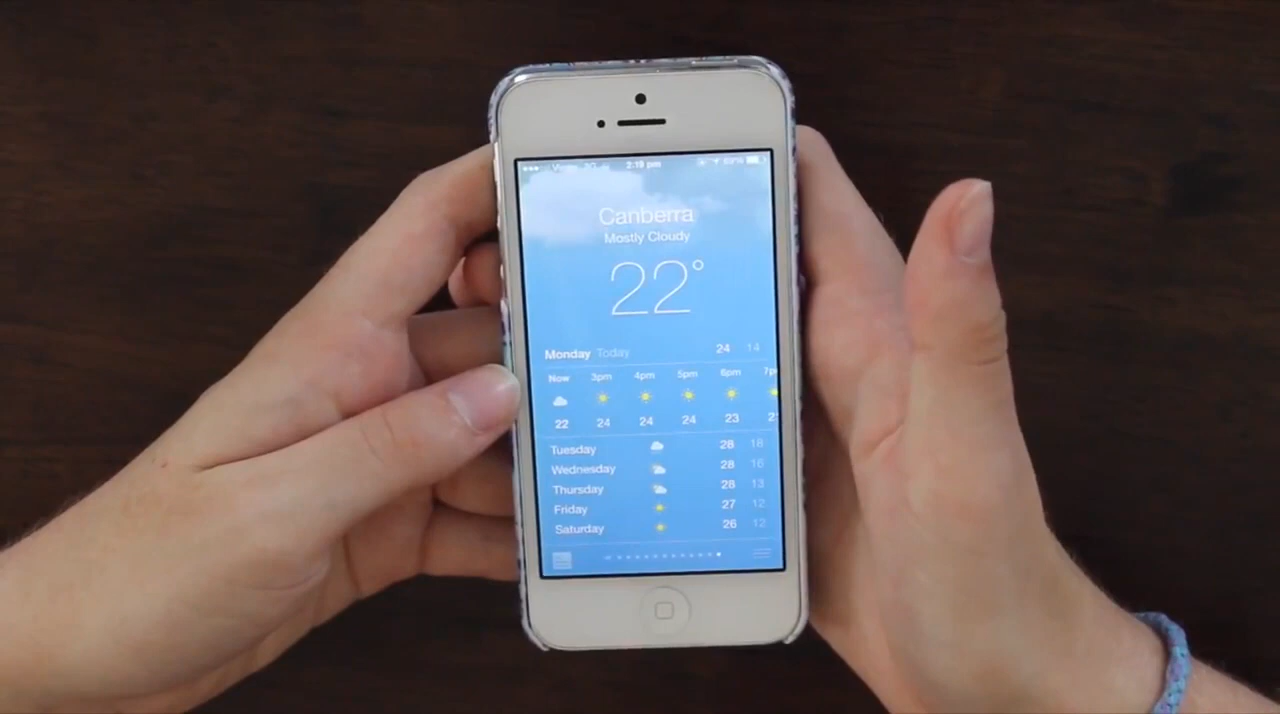 2:19 pm
Canberra
Mostly Cloudy
22°
Monday Today 24 14
Now 3pm 4pm 5pm 6pm 7p
22 24 24 24 23
Tuesday 28 18
Wednesday 28 16
Thursday 28 13
Friday 27 12
Saturday 26 12